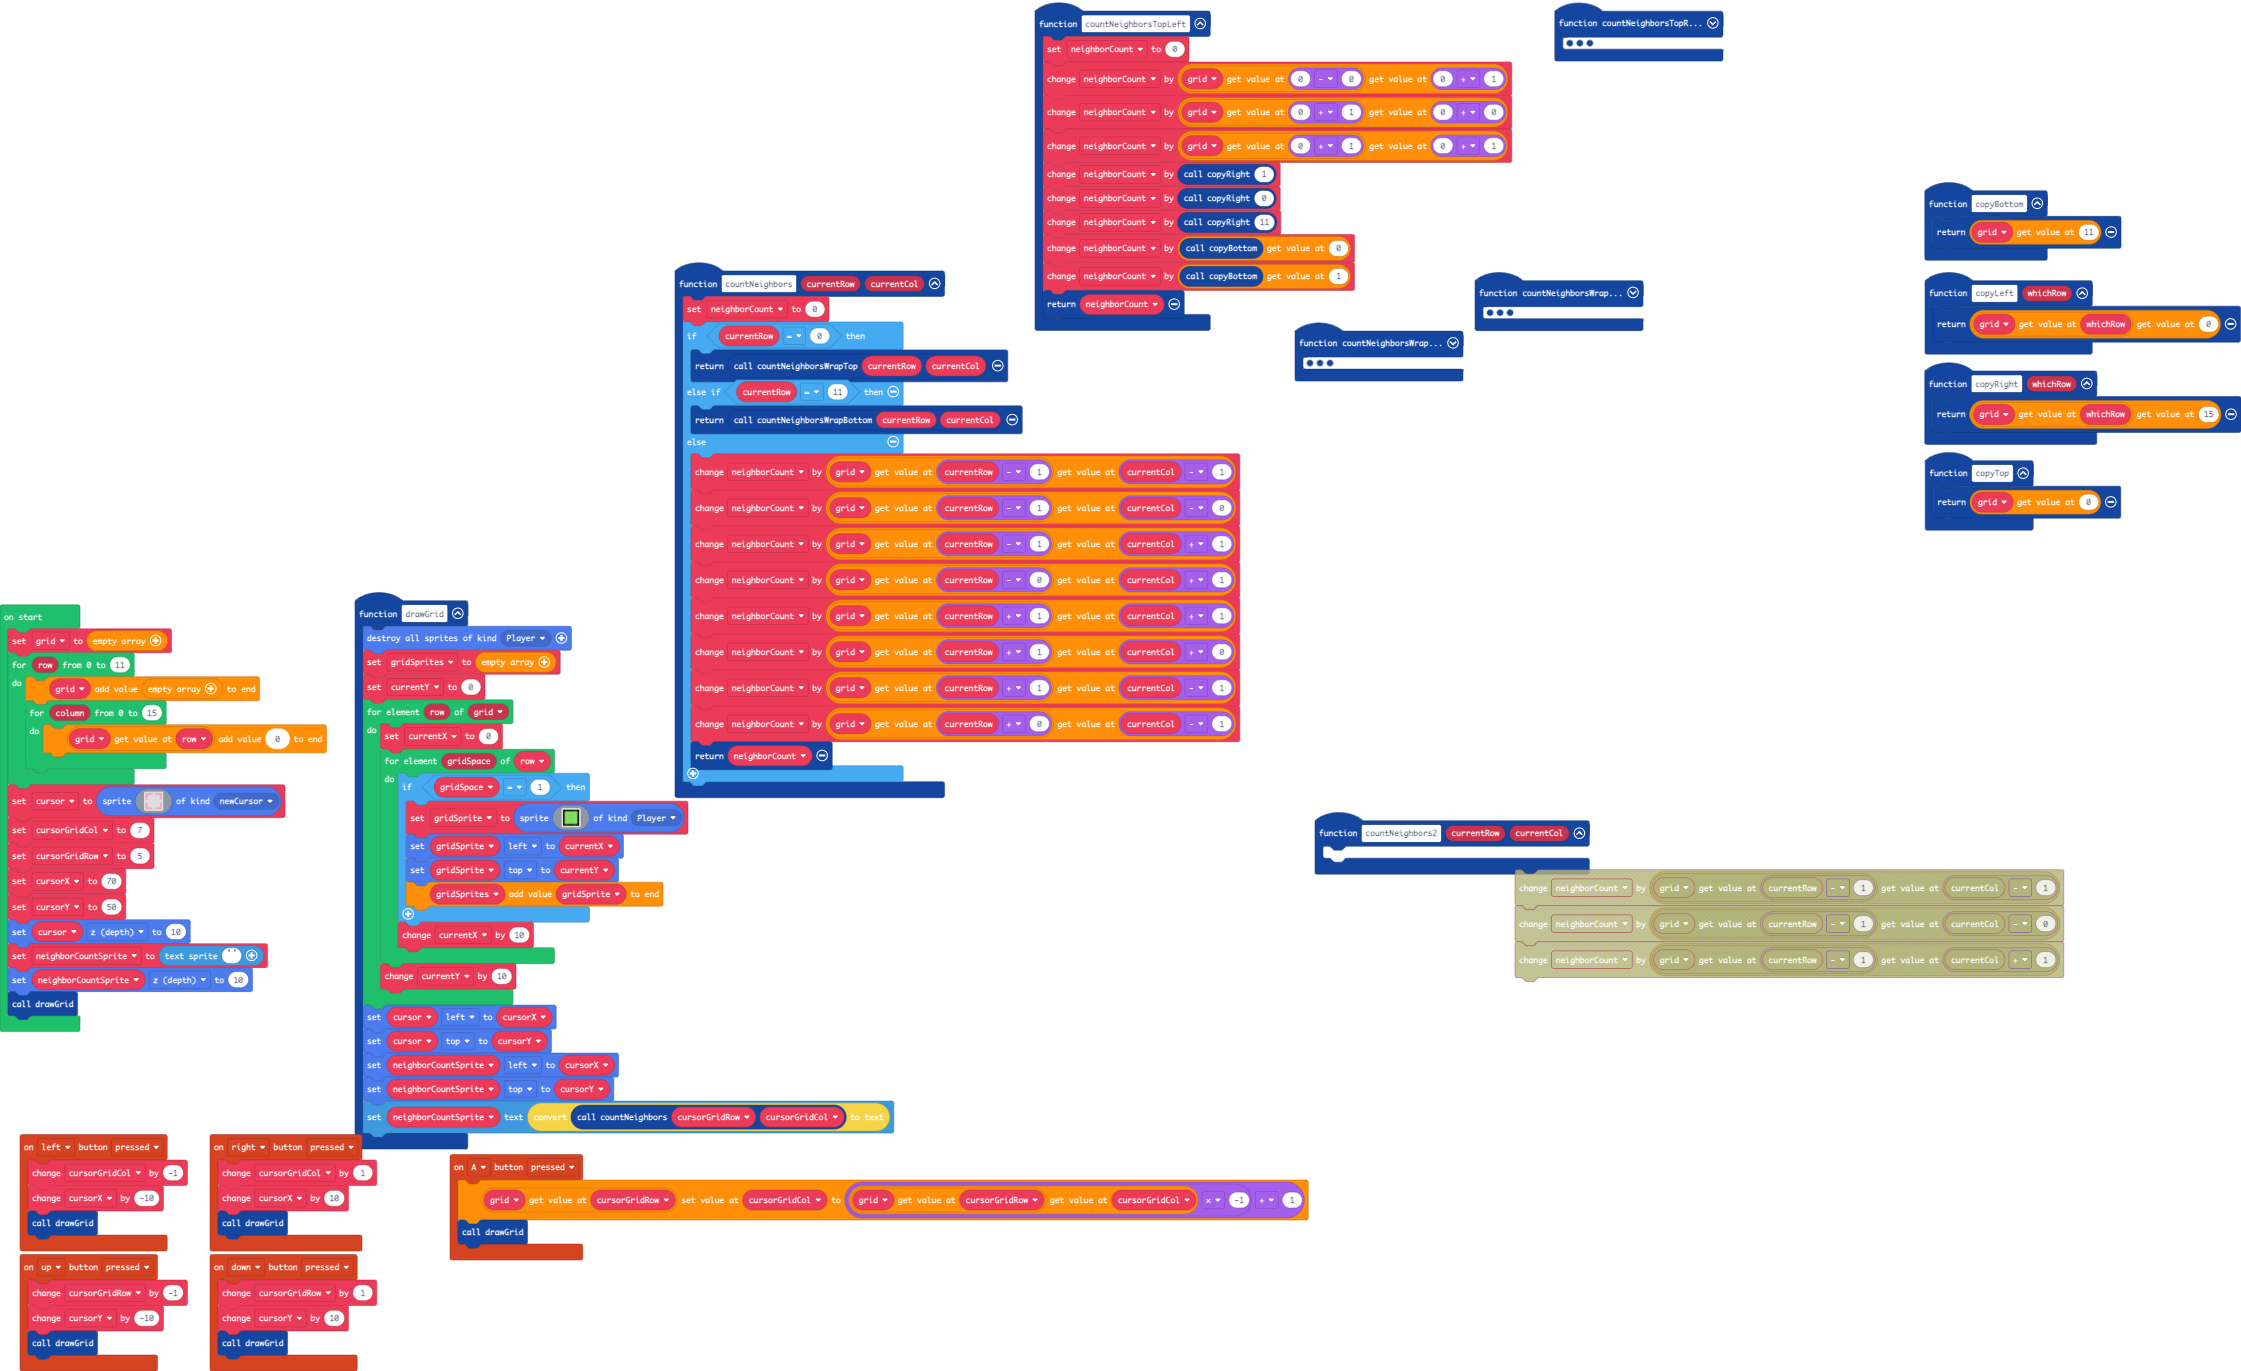 function countNeighborsTopLeft
set neighborCount to 0
change neighborCount by grid get value at 0 - 0 get value at 0 + 1
change neighborCount by grid get value at 0 + 1 get value at 0 + 0
change neighborCount by grid get value at 0 + 1 get value at 0 + 1
change neighborCount by call copyRight 1
change neighborCount by call copyRight 0
change neighborCount by call copyRight 11
change neighborCount by call copyBottom get value at 0
change neighborCount by call copyBottom get value at 1
return neighborCount
function countNeighborsTopR...
function copyBottom
return grid get value at 11
function copyLeft whichRow
return grid get value at whichRow get value at 0
function copyRight whichRow
return grid get value at whichRow get value at 15
function copyTop
return grid get value at 0
function countNeighborsWrap...
function countNeighborsWrap...
function countNeighbors currentRow currentCol
set neighborCount to 0
if currentRow = 0 then
return call countNeighborsWrapTop currentRow currentCol
else if currentRow = 11 then
return call countNeighborsWrapBottom currentRow currentCol
else
change neighborCount by grid get value at currentRow - 1 get value at currentCol - 1
change neighborCount by grid get value at currentRow - 1 get value at currentCol - 0
change neighborCount by grid get value at currentRow - 1 get value at currentCol + 1
change neighborCount by grid get value at currentRow - 0 get value at currentCol + 1
change neighborCount by grid get value at currentRow + 1 get value at currentCol + 1
change neighborCount by grid get value at currentRow + 1 get value at currentCol + 0
change neighborCount by grid get value at currentRow + 1 get value at currentCol - 1
change neighborCount by grid get value at currentRow + 0 get value at currentCol - 1
return neighborCount
on start
set grid to empty array
for row from 0 to 11
do grid add value empty array to end
for column from 0 to 15
do grid get value at row add value 0 to end
set cursor to sprite of kind newCursor
set cursorGridCol to 7
set cursorGridRow to 5
set cursorX to 70
set cursorY to 50
set cursor z (depth) to 10
set neighborCountSprite to text sprite " "
set neighborCountSprite z (depth) to 10
call drawGrid
function drawGrid
destroy all sprites of kind Player
set gridSprites to empty array
set currentY to 0
for element row of grid
do set currentX to 0
for element gridSpace of row
do if gridSpace = 1 then
set gridSprite to sprite of kind Player
set gridSprite left to currentX
set gridSprite top to currentY
gridSprites add value gridSprite to end
change currentX by 10
change currentY by 10
set cursor left to cursorX
set cursor top to cursorY
set neighborCountSprite left to cursorX
set neighborCountSprite top to cursorY
set neighborCountSprite text convert call countNeighbors cursorGridRow cursorGridCol to text
function countNeighbors2 currentRow currentCol
change neighborCount by grid get value at currentRow - 1 get value at currentCol - 1
change neighborCount by grid get value at currentRow - 1 get value at currentCol - 0
change neighborCount by grid get value at currentRow - 1 get value at currentCol + 1
on left button pressed
change cursorGridCol by -1
change cursorX by -10
call drawGrid
on right button pressed
change cursorGridCol by 1
change cursorX by 10
call drawGrid
on A button pressed
grid get value at cursorGridRow set value at cursorGridCol to grid get value at cursorGridRow get value at cursorGridCol × -1 + 1
call drawGrid
on up button pressed
change cursorGridRow by -1
change cursorY by -10
call drawGrid
on down button pressed
change cursorGridRow by 1
change cursorY by 10
call drawGrid